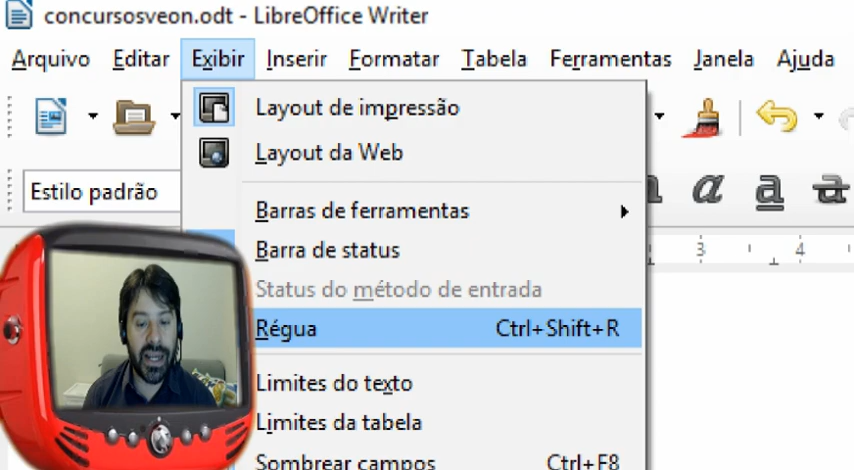 concursosveon.odt - LibreOffice Writer
Arquivo Editar Exibir Inserir Formatar Tabela Ferramentas Janela Ajuda
Layout de impressão
Layout da Web
Estilo padrão
a a a
Barras de ferramentas
Barra de status
3 4
Status do método de entrada
Régua Ctrl+Shift+R
Limites do texto
Limites da tabela
Sombrear campos Ctrl+F8